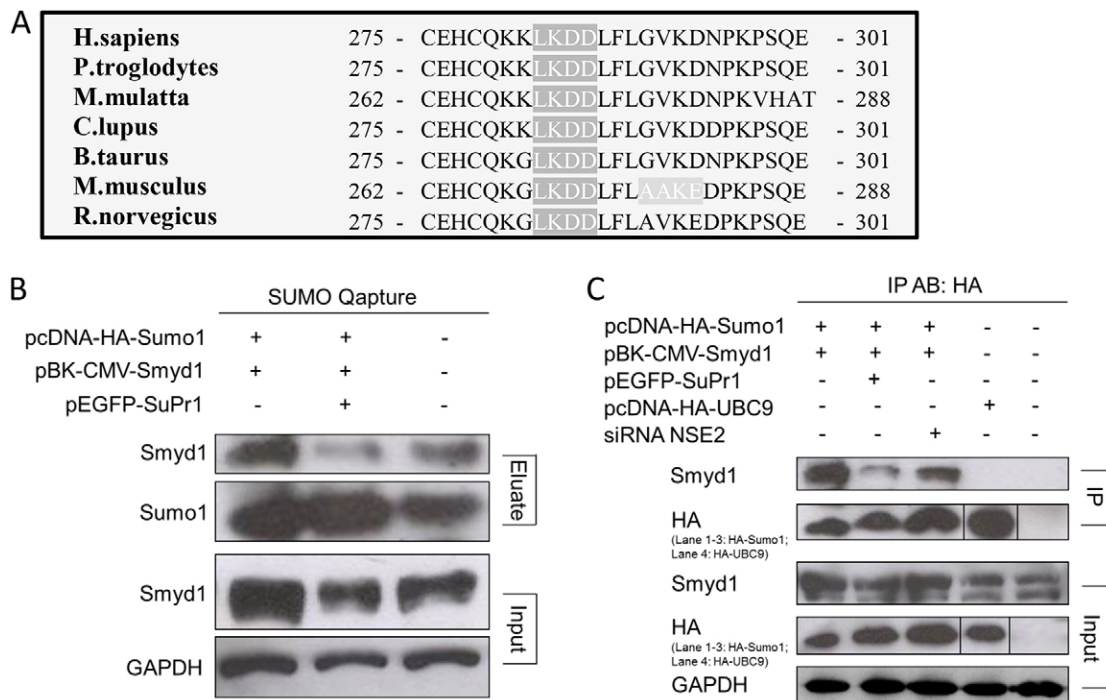 A
H.sapiens 275 - CEHCQKKLKDDLFLGVKDNPKPSQE - 301
P.troglodytes 275 - CEHCQKKLKDDLFLGVKDNPKPSQE - 301
M.mulatta 262 - CEHCQKKLKDDLFLGVKDNPKVHAT - 288
C.lupus 275 - CEHCQKKLKDDLFLGVKDDPKPSQE - 301
B.taurus 275 - CEHCQKGLKDDLFLGVKDNPKPSQE - 301
M.musculus 262 - CEHCQKGLKDDLFLAAKEDPKPSQE - 288
R.norvegicus 275 - CEHCQKGLKDDLFLAVKEDPKPSQE - 301
B
SUMO Qapture
pcDNA-HA-Sumo1 + + -
pBK-CMV-Smyd1 + + -
pEGFP-SuPr1 - + -
Smyd1
Sumo1
Eluate
Smyd1
GAPDH
Input
C
IP AB: HA
pcDNA-HA-Sumo1 + + + - -
pBK-CMV-Smyd1 + + + - -
pEGFP-SuPr1 - + - - -
pcDNA-HA-UBC9 - - - + -
siRNA NSE2 - - + - -
Smyd1
HA
(Lane 1-3: HA-Sumo1;
Lane 4: HA-UBC9)
IP
Smyd1
HA
(Lane 1-3: HA-Sumo1;
Lane 4: HA-UBC9)
GAPDH
Input